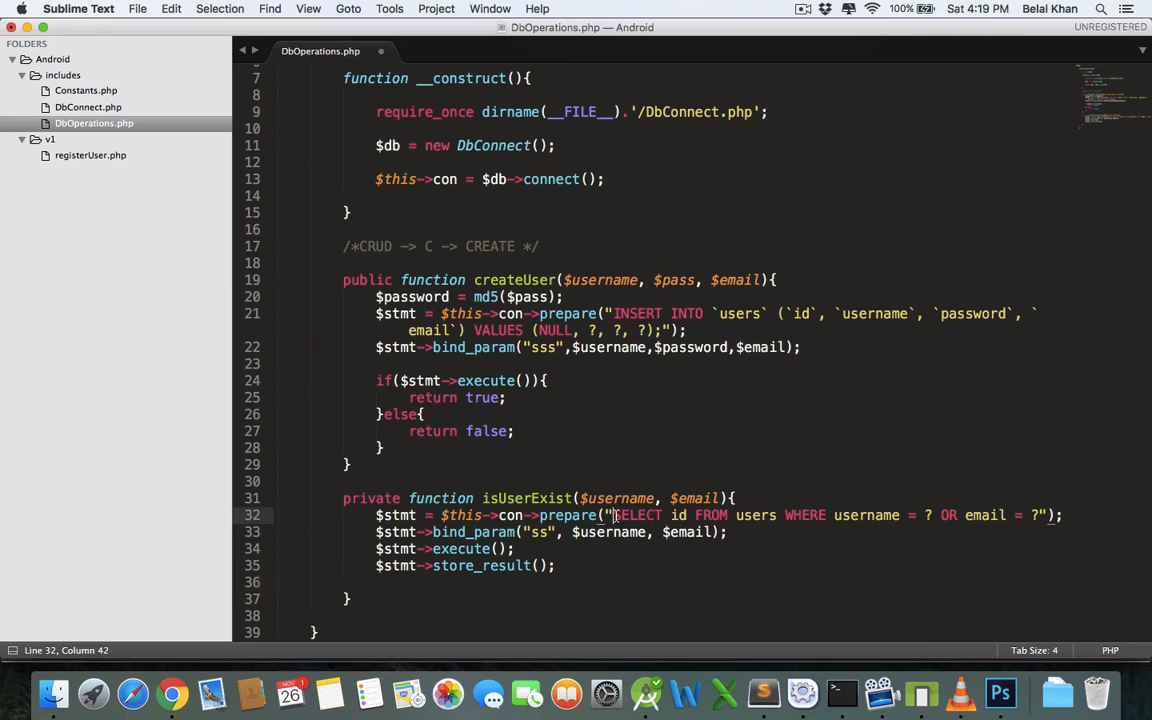 Sublime Text File Edit Selection Find View Goto Tools Project Window Help 100% Sat 4:19 PM Belal Khan
DbOperations.php — Android UNREGISTERED
FOLDERS
Android
includes
Constants.php
DbConnect.php
DbOperations.php
v1
registerUser.php
DbOperations.php
7 function __construct(){
8
9 require_once dirname(__FILE__).'/DbConnect.php';
10
11 $db = new DbConnect();
12
13 $this->con = $db->connect();
14
15 }
16
17 /*CRUD -> C -> CREATE */
18
19 public function createUser($username, $pass, $email){
20 $password = md5($pass);
21 $stmt = $this->con->prepare("INSERT INTO `users` (`id`, `username`, `password`, `
email`) VALUES (NULL, ?, ?, ?);");
22 $stmt->bind_param("sss",$username,$password,$email);
23
24 if($stmt->execute()){
25 return true;
26 }else{
27 return false;
28 }
29 }
30
31 private function isUserExist($username, $email){
32 $stmt = $this->con->prepare("SELECT id FROM users WHERE username = ? OR email = ?");
33 $stmt->bind_param("ss", $username, $email);
34 $stmt->execute();
35 $stmt->store_result();
36
37 }
38
39 }
Line 32, Column 42 Tab Size: 4 PHP